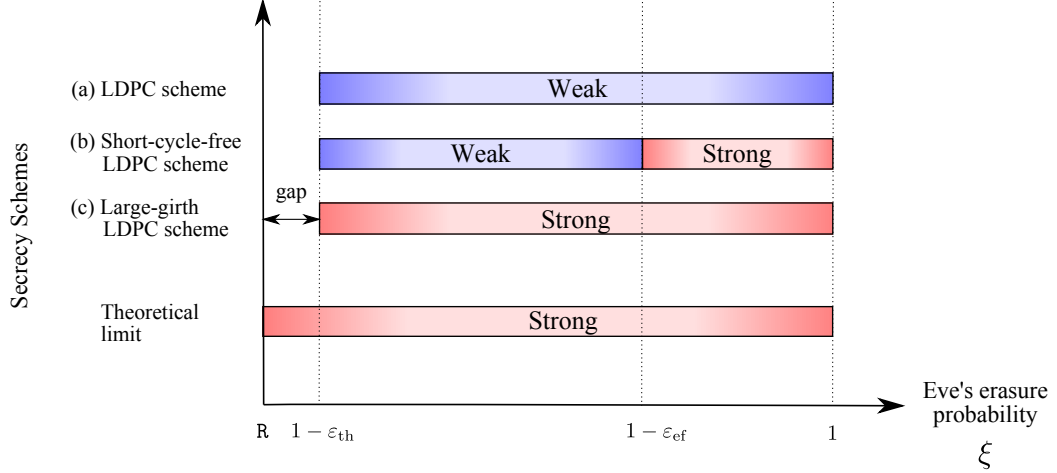 (a) LDPC scheme
Weak
(b) Short-cycle-free
LDPC scheme
Weak
Strong
gap
(c) Large-girth
LDPC scheme
Strong
Secrecy Schemes
Theoretical
limit
Strong
Eve's erasure
probability
ξ
R
1 − ε_th
1 − ε_ef
1